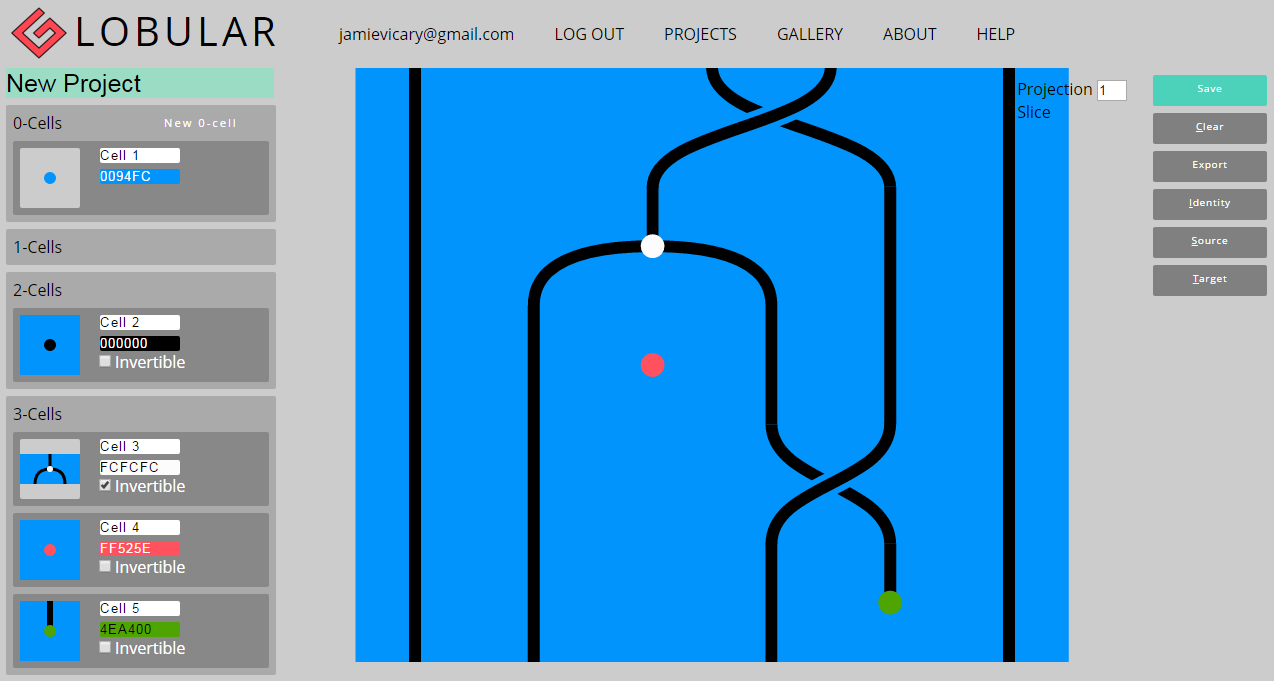 LOBULAR
jamievicary@gmail.com LOG OUT PROJECTS GALLERY ABOUT HELP
New Project
0-Cells New 0-cell
Cell 1
0094FC
1-Cells
2-Cells
Cell 2
000000
Invertible
3-Cells
Cell 3
FCFCFC
Invertible
Cell 4
FF525E
Invertible
Cell 5
4EA400
Invertible
Projection 1
Slice
Save
Clear
Export
Identity
Source
Target